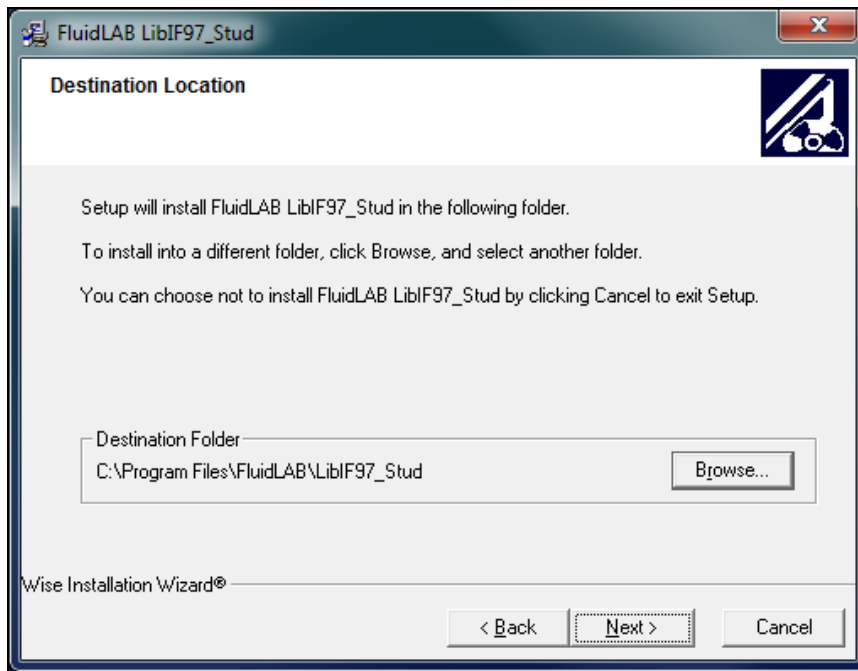 FluidLAB LibIF97_Stud
Destination Location
Setup will install FluidLAB LibIF97_Stud in the following folder.
To install into a different folder, click Browse, and select another folder.
You can choose not to install FluidLAB LibIF97_Stud by clicking Cancel to exit Setup.
Destination Folder
C:\Program Files\FluidLAB\LibIF97_Stud
Browse...
Wise Installation Wizard®
< Back
Next >
Cancel